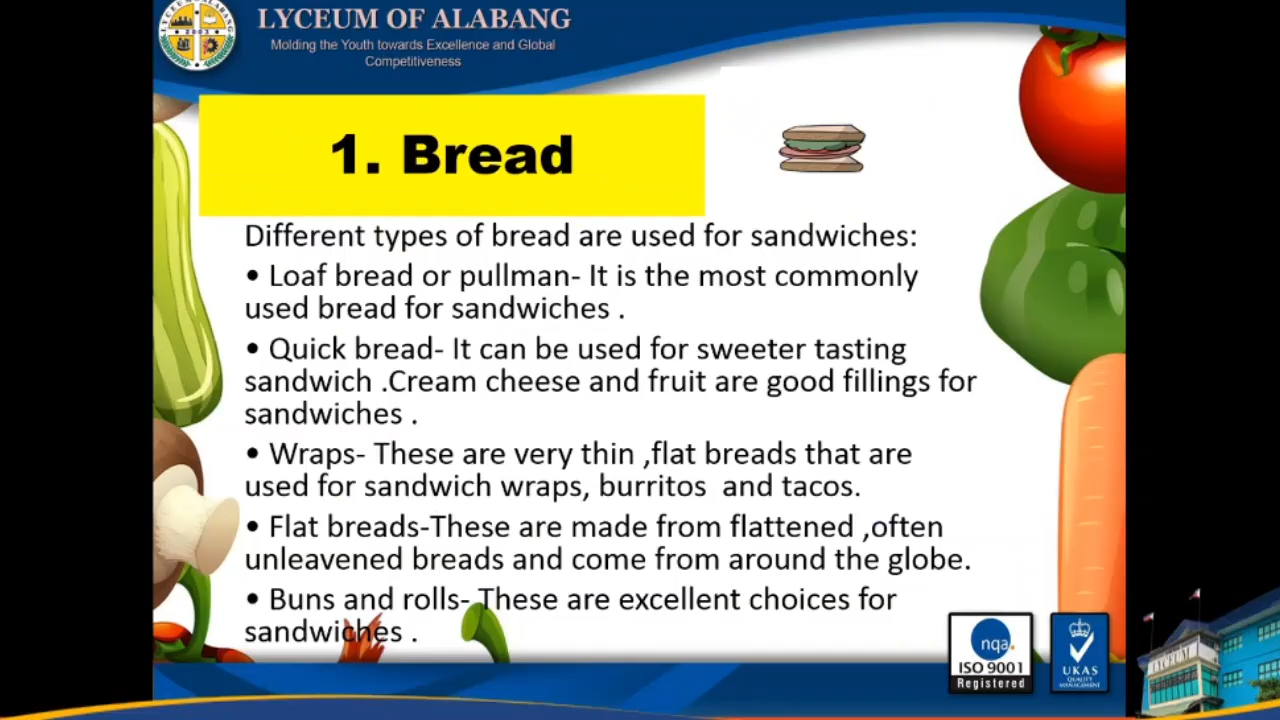 LYCEUM OF ALABANG
Molding the Youth towards Excellence and Global
Competitiveness
2003
1. Bread
Different types of bread are used for sandwiches:
• Loaf bread or pullman- It is the most commonly
used bread for sandwiches .
• Quick bread- It can be used for sweeter tasting
sandwich .Cream cheese and fruit are good fillings for
sandwiches .
• Wraps- These are very thin ,flat breads that are
used for sandwich wraps, burritos  and tacos.
• Flat breads-These are made from flattened ,often
unleavened breads and come from around the globe.
• Buns and rolls- These are excellent choices for
sandwiches .
nqa.
ISO 9001
Registered
UKAS
QUALITY
MANAGEMENT
LYCEUM